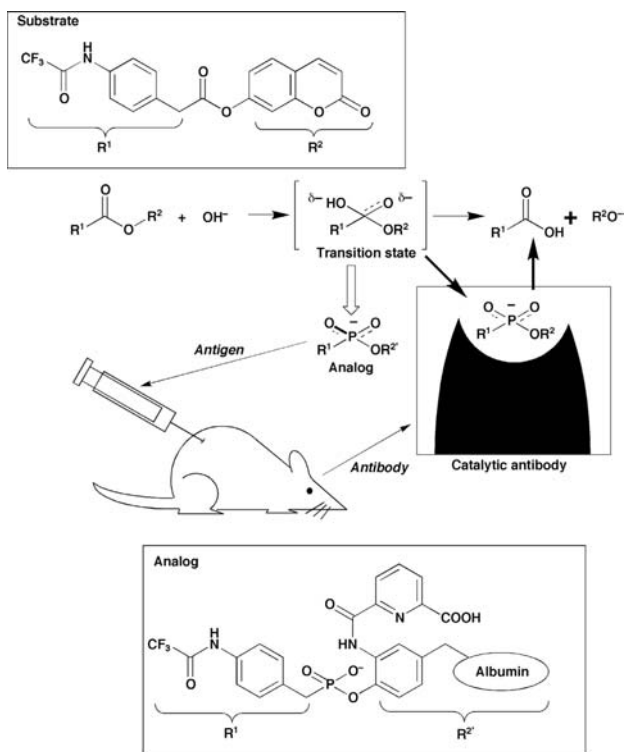 Substrate
CF₃ H N O O O O O
R¹ R²
O R¹ O R² + OH⁻ δ⁻ HO O δ⁻ R¹ OR² O R¹ OH + R²O⁻
Transition state
O − O P R¹ OR²'
Analog
− O O P R¹ OR²
Antigen
Antibody
Catalytic antibody
Analog
O N COOH
HN
CF₃ H N O O O⁻ P O Albumin
R¹ R²'